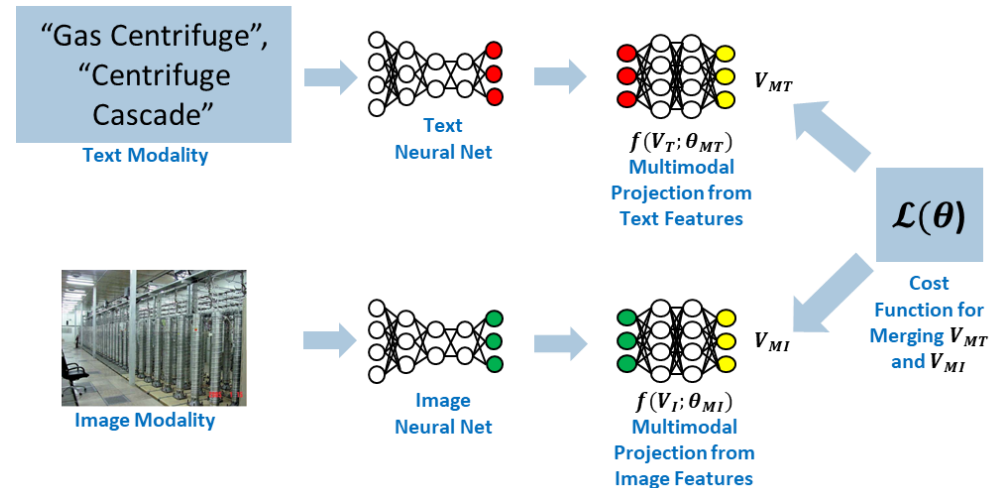 “Gas Centrifuge”,
“Centrifuge
Cascade”
Text Modality
Text
Neural Net
f(V_T; θ_MT)
Multimodal
Projection from
Text Features
V_MT
ℒ(θ)
Cost
Function for
Merging V_MT
and V_MI
Image Modality
Image
Neural Net
f(V_I; θ_MI)
Multimodal
Projection from
Image Features
V_MI